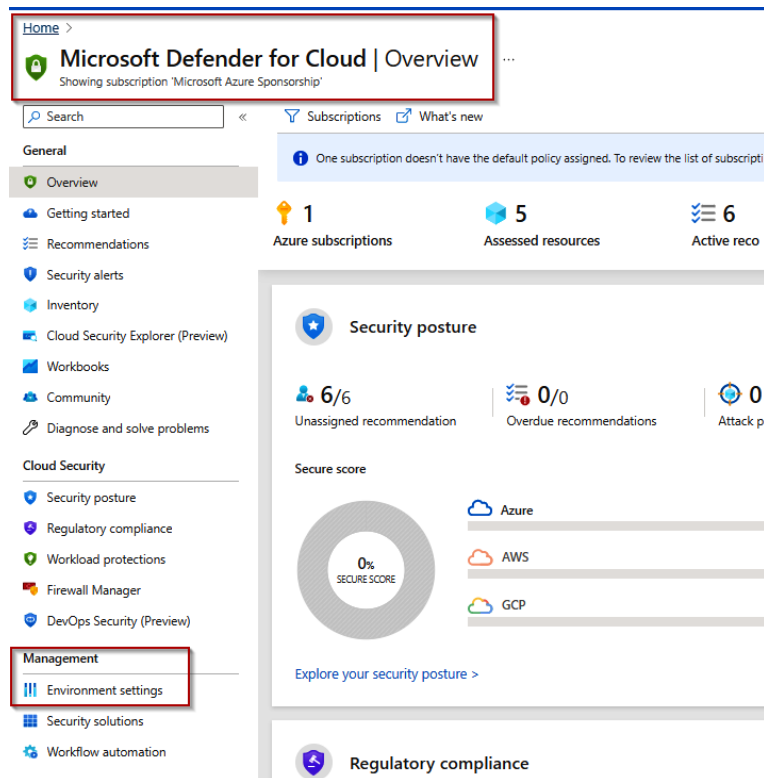 Home >
Microsoft Defender for Cloud | Overview ...
Showing subscription 'Microsoft Azure Sponsorship'
Search «
Subscriptions What's new
General
One subscription doesn't have the default policy assigned. To review the list of subscripti
Overview
Getting started
Recommendations
Security alerts
Inventory
Cloud Security Explorer (Preview)
Workbooks
Community
Diagnose and solve problems
Cloud Security
Security posture
Regulatory compliance
Workload protections
Firewall Manager
DevOps Security (Preview)
Management
Environment settings
Security solutions
Workflow automation
1 5 6
Azure subscriptions Assessed resources Active reco
Security posture
6/6 0/0 0
Unassigned recommendation Overdue recommendations Attack p
Secure score
0%
SECURE SCORE
Azure
AWS
GCP
Explore your security posture >
Regulatory compliance